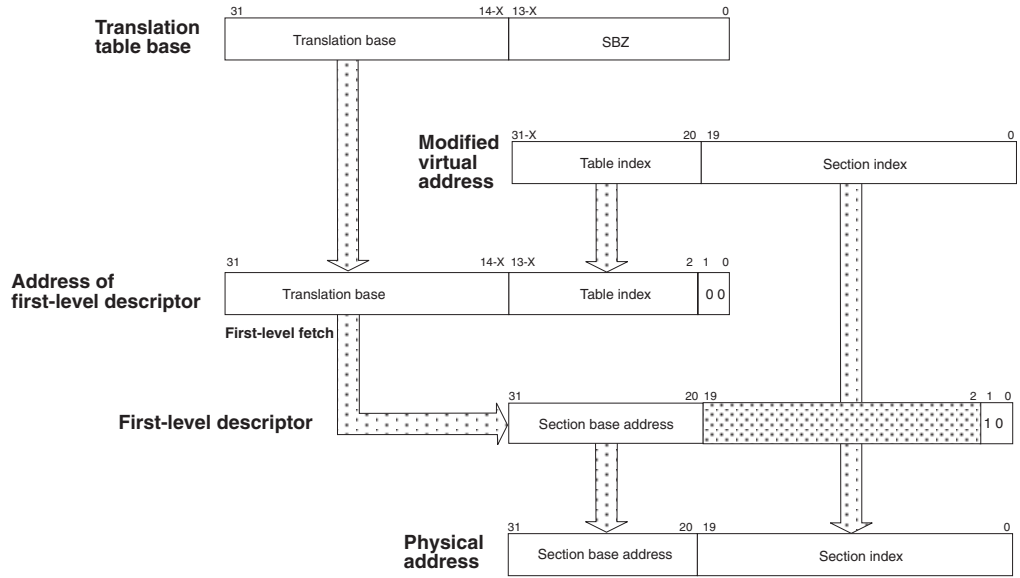 31 14-X 13-X 0
Translation
table base
Translation base SBZ
31-X 20 19 0
Modified
virtual
address
Table index Section index
31 14-X 13-X 2 1 0
Address of
first-level descriptor
Translation base Table index 0 0
First-level fetch
31 20 19 2 1 0
First-level descriptor Section base address 1 0
31 20 19 0
Physical
address
Section base address Section index